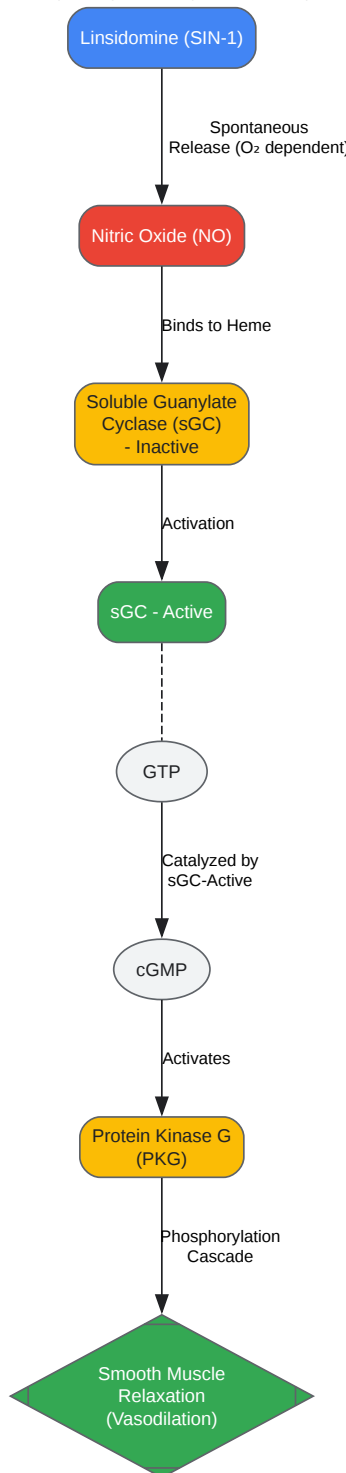 Linsidomine (SIN-1)
Spontaneous
Release (O₂ dependent)
Nitric Oxide (NO)
Binds to Heme
Soluble Guanylate
Cyclase (sGC)
- Inactive
Activation
sGC - Active
GTP
Catalyzed by
sGC-Active
cGMP
Activates
Protein Kinase G
(PKG)
Phosphorylation
Cascade
Smooth Muscle
Relaxation
(Vasodilation)